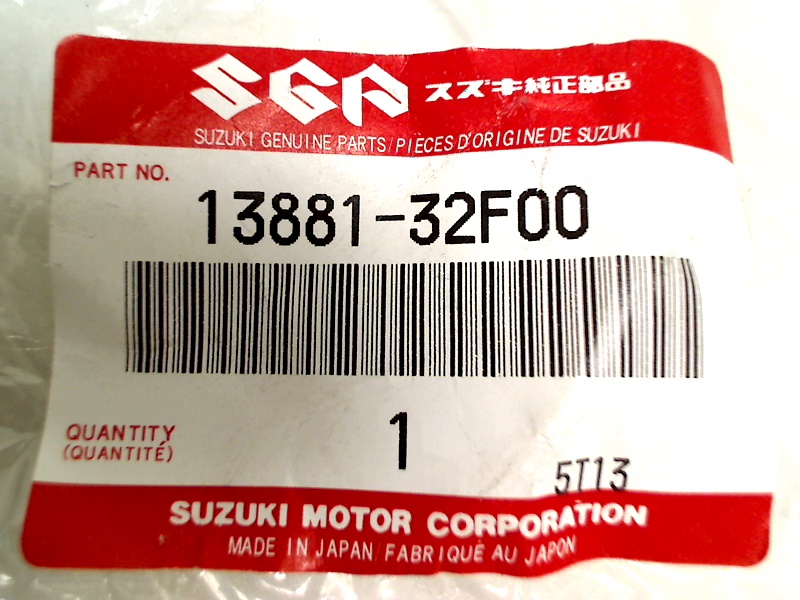 SGP スズキ純正部品
SUZUKI GENUINE PARTS/PIÈCES D'ORIGINE DE SUZUKI
PART NO.
13881-32F00
QUANTITY
(QUANTITÉ)
1
5T13
SUZUKI MOTOR CORPORATION
MADE IN JAPAN FABRIQUÉ AU JAPON